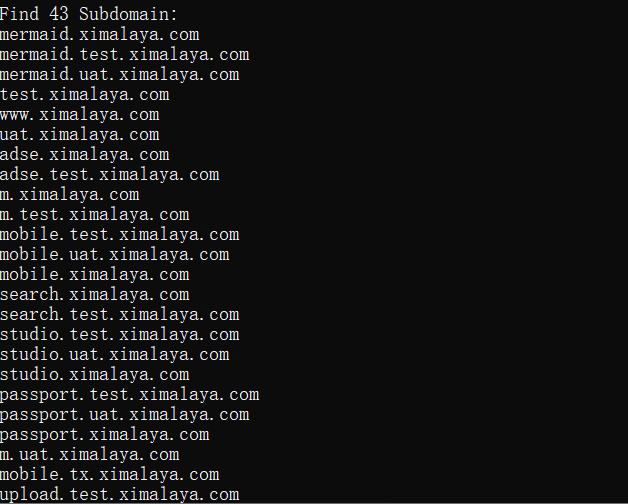 Find 43 Subdomain:
mermaid.ximalaya.com
mermaid.test.ximalaya.com
mermaid.uat.ximalaya.com
test.ximalaya.com
www.ximalaya.com
uat.ximalaya.com
adse.ximalaya.com
adse.test.ximalaya.com
m.ximalaya.com
m.test.ximalaya.com
mobile.test.ximalaya.com
mobile.uat.ximalaya.com
mobile.ximalaya.com
search.ximalaya.com
search.test.ximalaya.com
studio.test.ximalaya.com
studio.uat.ximalaya.com
studio.ximalaya.com
passport.test.ximalaya.com
passport.uat.ximalaya.com
passport.ximalaya.com
m.uat.ximalaya.com
mobile.tx.ximalaya.com
upload.test.ximalaya.com